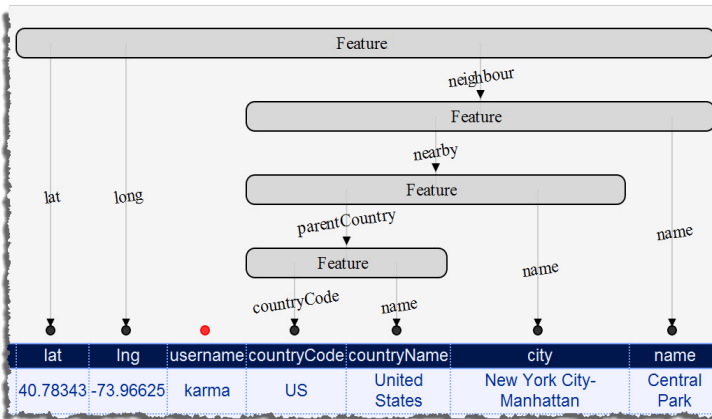 Feature
neighbour
Feature
nearby
Feature
lat
long
parentCountry
name
Feature
name
countryCode
name
lat lng username countryCode countryName city name
40.78343 -73.96625 karma US United States New York City-Manhattan Central Park